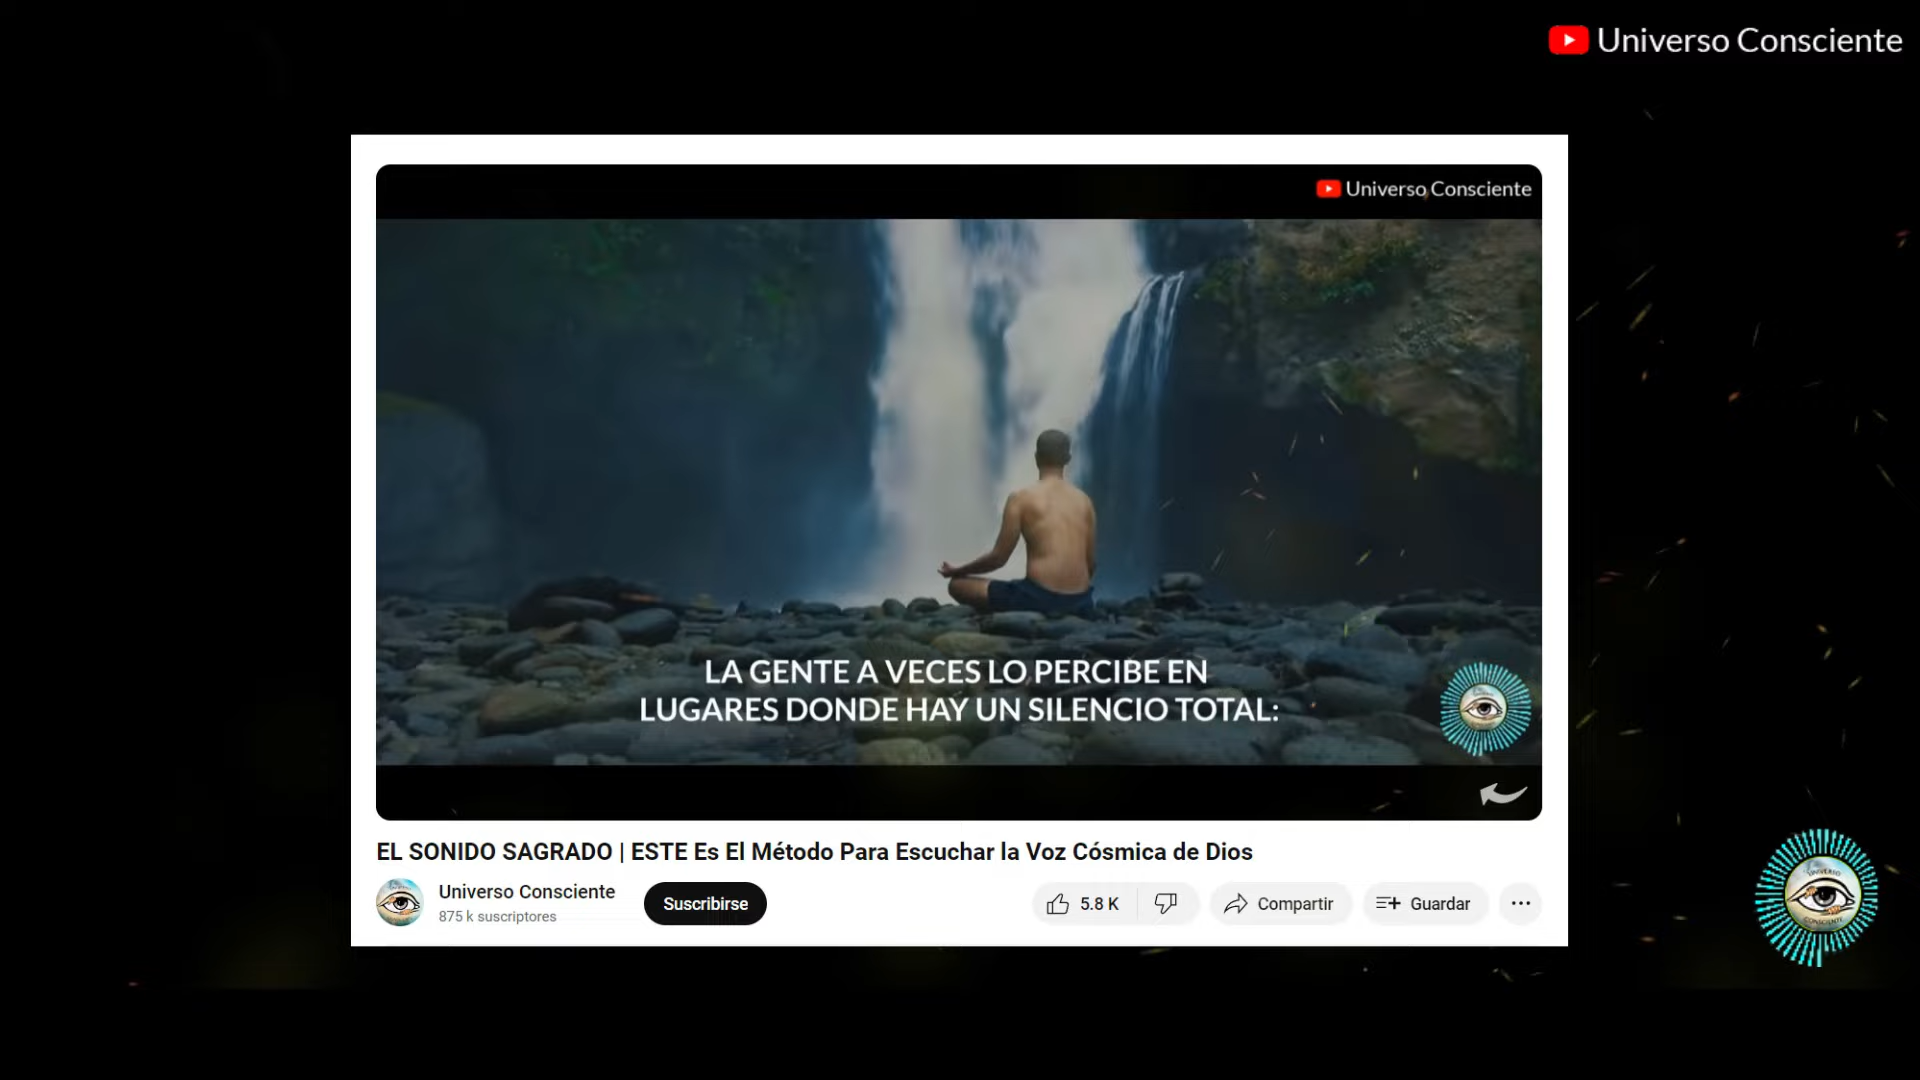 Universo Consciente
Universo Consciente
LA GENTE A VECES LO PERCIBE EN
LUGARES DONDE HAY UN SILENCIO TOTAL:
EL SONIDO SAGRADO | ESTE Es El Método Para Escuchar la Voz Cósmica de Dios
Universo Consciente
875 k suscriptores
Suscribirse
5.8 K
Compartir
Guardar
UNIVERSO
CONSCIENTE